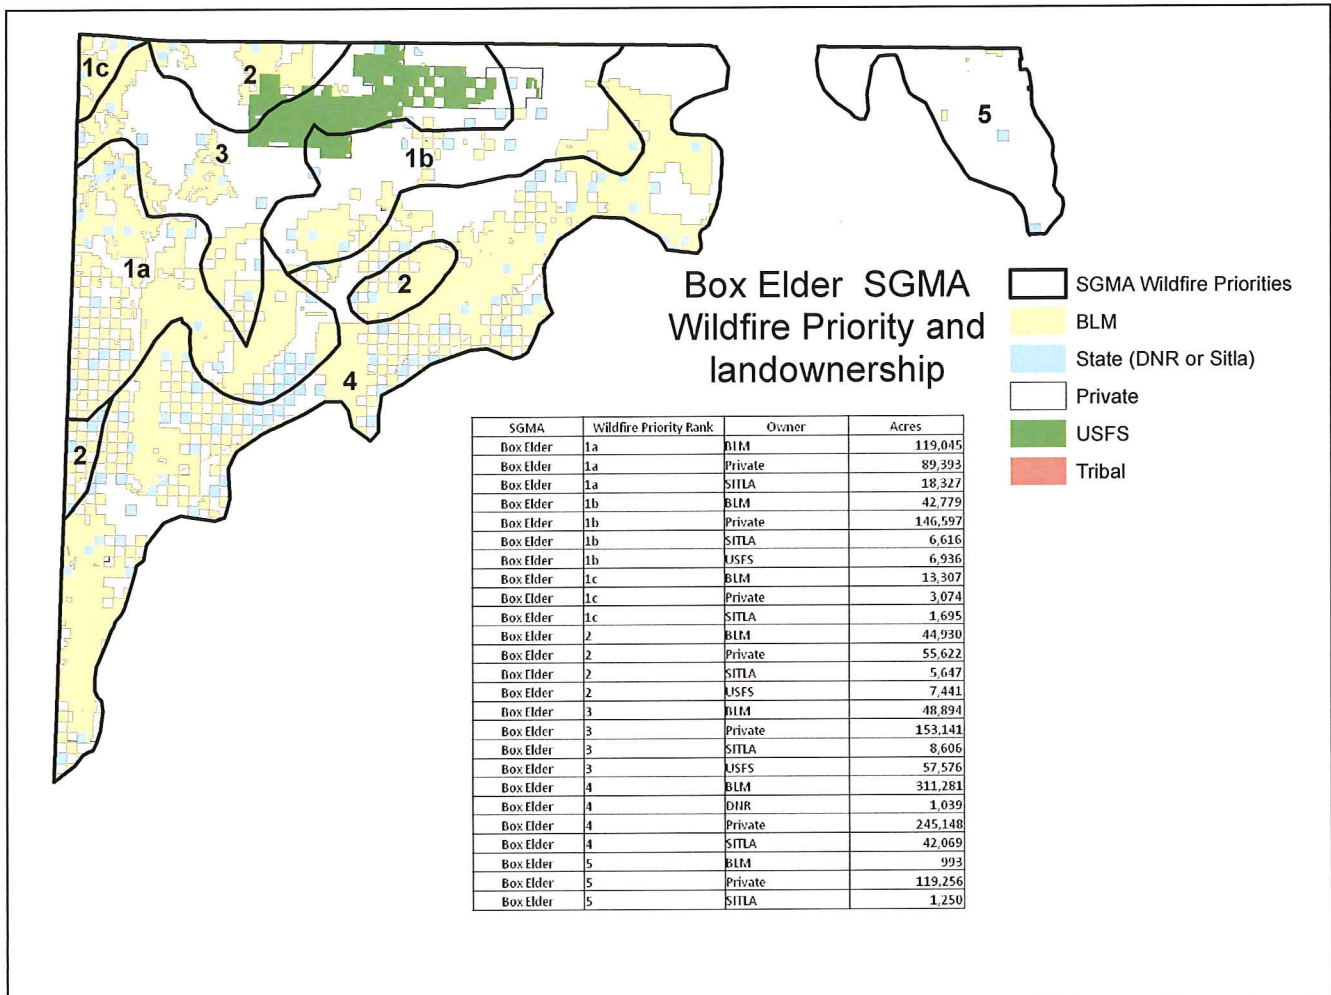 1c
2
5
3
1b
1a
2
4
2
Box Elder SGMA
Wildfire Priority and
landownership
SGMA Wildfire Priorities
BLM
State (DNR or Sitla)
Private
USFS
Tribal
SGMA Wildfire Priority Rank Owner Acres
Box Elder 1a BLM 119,045
Box Elder 1a Private 89,393
Box Elder 1a SITLA 18,327
Box Elder 1b BLM 42,779
Box Elder 1b Private 146,597
Box Elder 1b SITLA 6,616
Box Elder 1b USFS 6,936
Box Elder 1c BLM 13,307
Box Elder 1c Private 3,074
Box Elder 1c SITLA 1,695
Box Elder 2 BLM 44,930
Box Elder 2 Private 55,622
Box Elder 2 SITLA 5,647
Box Elder 2 USFS 7,441
Box Elder 3 BLM 48,894
Box Elder 3 Private 153,141
Box Elder 3 SITLA 8,606
Box Elder 3 USFS 57,576
Box Elder 4 BLM 311,281
Box Elder 4 DNR 1,039
Box Elder 4 Private 245,148
Box Elder 4 SITLA 42,069
Box Elder 5 BLM 993
Box Elder 5 Private 119,256
Box Elder 5 SITLA 1,250